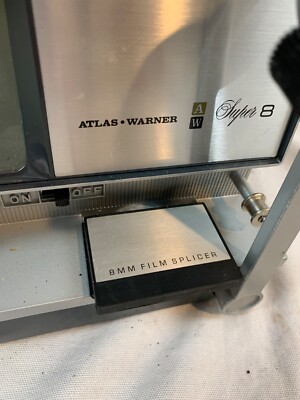 ATLAS • WARNER A W Super 8
ON OFF
8MM FILM SPLICER